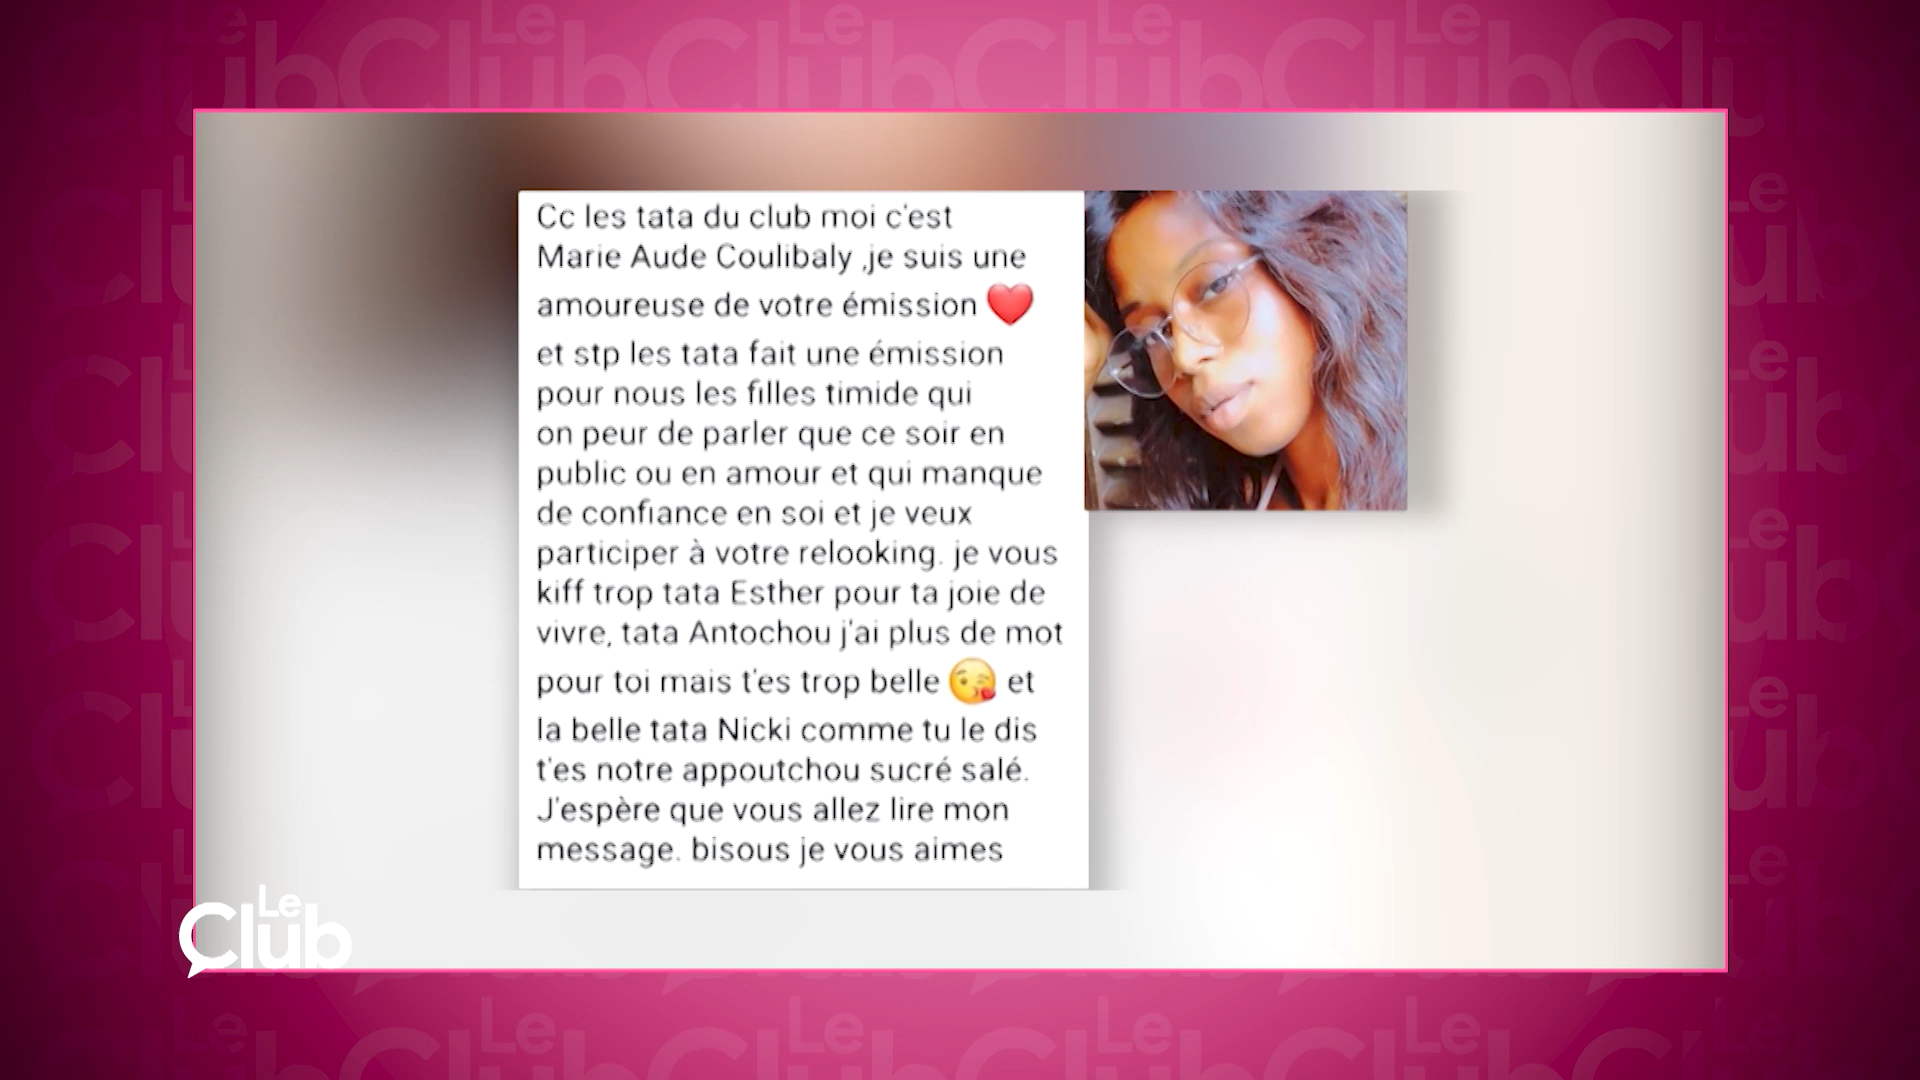 Cc les tata du club moi c'est
Marie Aude Coulibaly ,je suis une
amoureuse de votre émission ❤️
et stp les tata fait une émission
pour nous les filles timide qui
on peur de parler que ce soir en
public ou en amour et qui manque
de confiance en soi et je veux
participer à votre relooking. je vous
kiff trop tata Esther pour ta joie de
vivre, tata Antochou j'ai plus de mot
pour toi mais t'es trop belle 😘 et
la belle tata Nicki comme tu le dis
t'es notre appoutchou sucré salé.
J'espère que vous allez lire mon
message. bisous je vous aimes
Le
Club